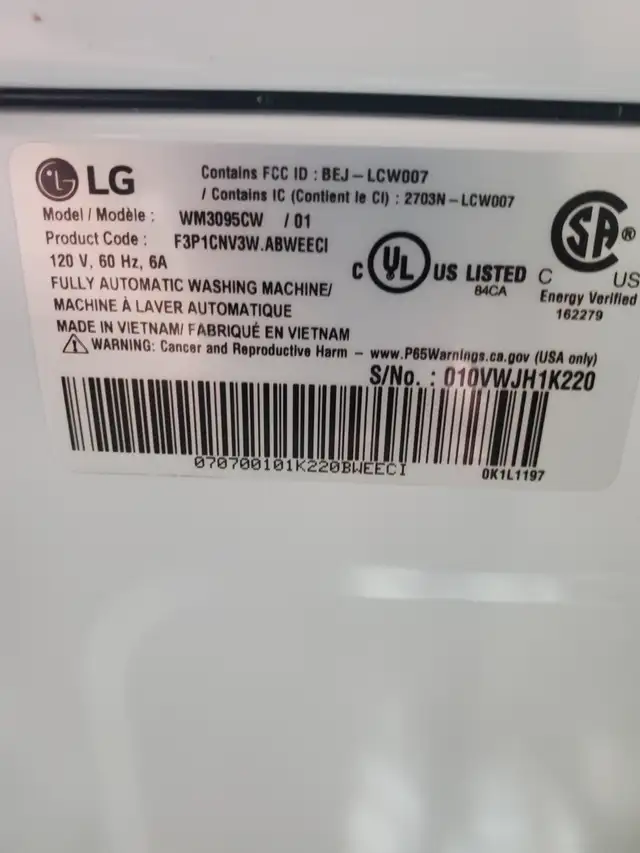 LG
Contains FCC ID : BEJ-LCW007
/ Contains IC (Contient le CI) : 2703N-LCW007
Model / Modèle : WM3095CW / 01
Product Code : F3P1CNV3W.ABWEECI
120 V, 60 Hz, 6A
FULLY AUTOMATIC WASHING MACHINE/
MACHINE À LAVER AUTOMATIQUE
MADE IN VIETNAM/ FABRIQUÉ EN VIETNAM
C UL US LISTED
84CA
SA ®
C US
Energy Verified
162279
WARNING: Cancer and Reproductive Harm - www.P65Warnings.ca.gov (USA only)
S/No. : 010VWJH1K220
070700101K220BWEECI
0K1L1197